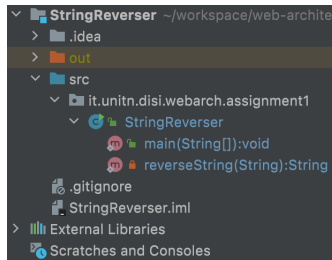 StringReverser ~/workspace/web-archite
.idea
out
src
it.unitn.disi.webarch.assignment1
StringReverser
main(String[]):void
reverseString(String):String
.gitignore
StringReverser.iml
External Libraries
Scratches and Consoles